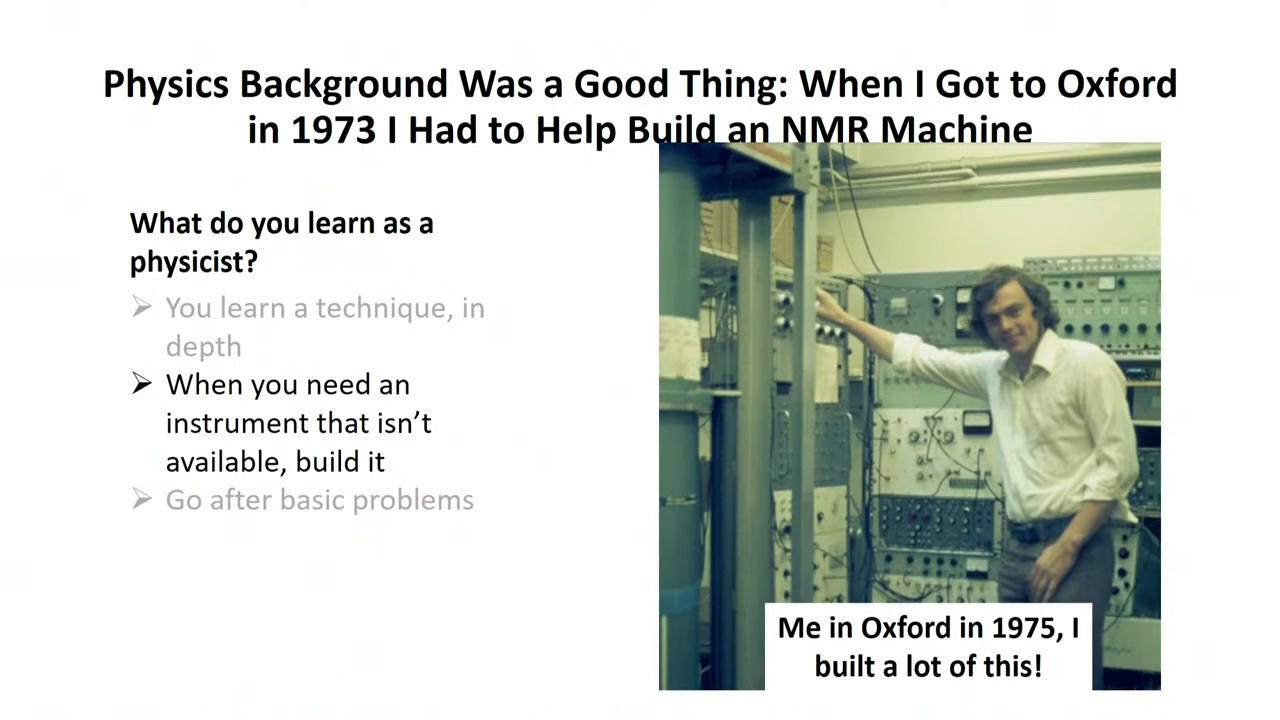 Physics Background Was a Good Thing: When I Got to Oxford
in 1973 I Had to Help Build an NMR Machine
What do you learn as a
physicist?
➢ You learn a technique, in
depth
➢ When you need an
instrument that isn’t
available, build it
➢ Go after basic problems
Me in Oxford in 1975, I
built a lot of this!